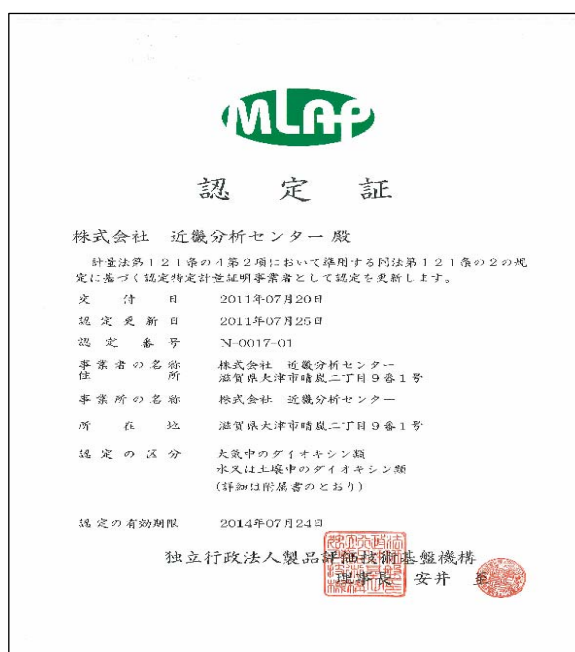 MLAP
認定証
株式会社 近畿分析センター 殿
計量法第121条の4第2項において準用する同法第121条の2の規
定に基づく認定特定計量証明事業者として認定を更新します。
交付日 2011年07月20日
認定更新日 2011年07月25日
認定番号 N-0017-01
事業者の名称 株式会社 近畿分析センター
住所 滋賀県大津市晴嵐二丁目9番1号
事業所の名称 株式会社 近畿分析センター
所在地 滋賀県大津市晴嵐二丁目9番1号
認定の区分 大気中のダイオキシン類
水又は土壌中のダイオキシン類
(詳細は附属書のとおり)
認定の有効期限 2014年07月24日
独立行政法人製品評価技術基盤機構
理事長 安井 至